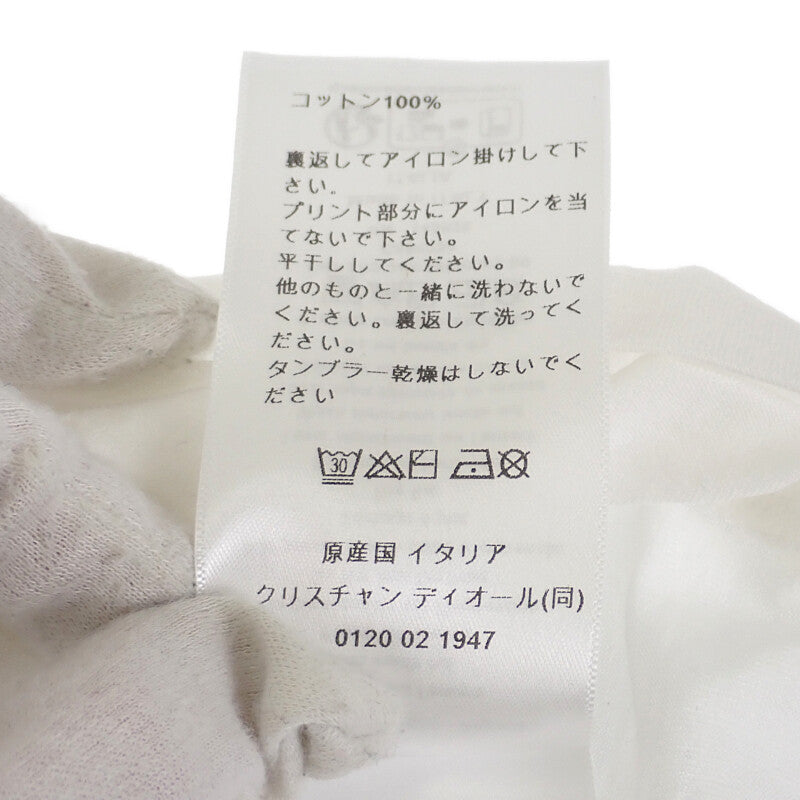 コットン100%
裏返してアイロン掛けして下
さい。
プリント部分にアイロンを当
てないで下さい。
平干ししてください。
他のものと一緒に洗わないで
ください。裏返して洗ってく
ださい。
タンブラー乾燥はしないでく
ださい
30
原産国 イタリア
クリスチャン ディオール(同)
0120 02 1947